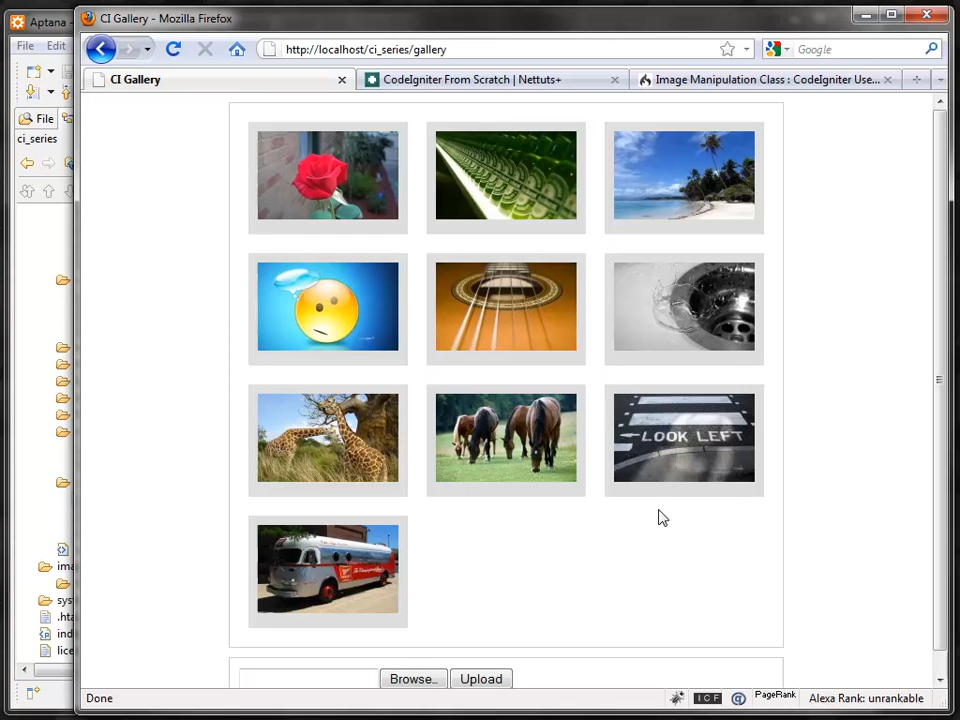 Aptana
CI Gallery - Mozilla Firefox
File Edit
http://localhost/ci_series/gallery
Google
CI Gallery
CodeIgniter From Scratch | Nettuts+
Image Manipulation Class : CodeIgniter Use...
File
ci_series
LOOK LEFT
ima
sys
.hta
ind
lice
Browse..
Upload
Done
ICF
PageRank
Alexa Rank: unrankable